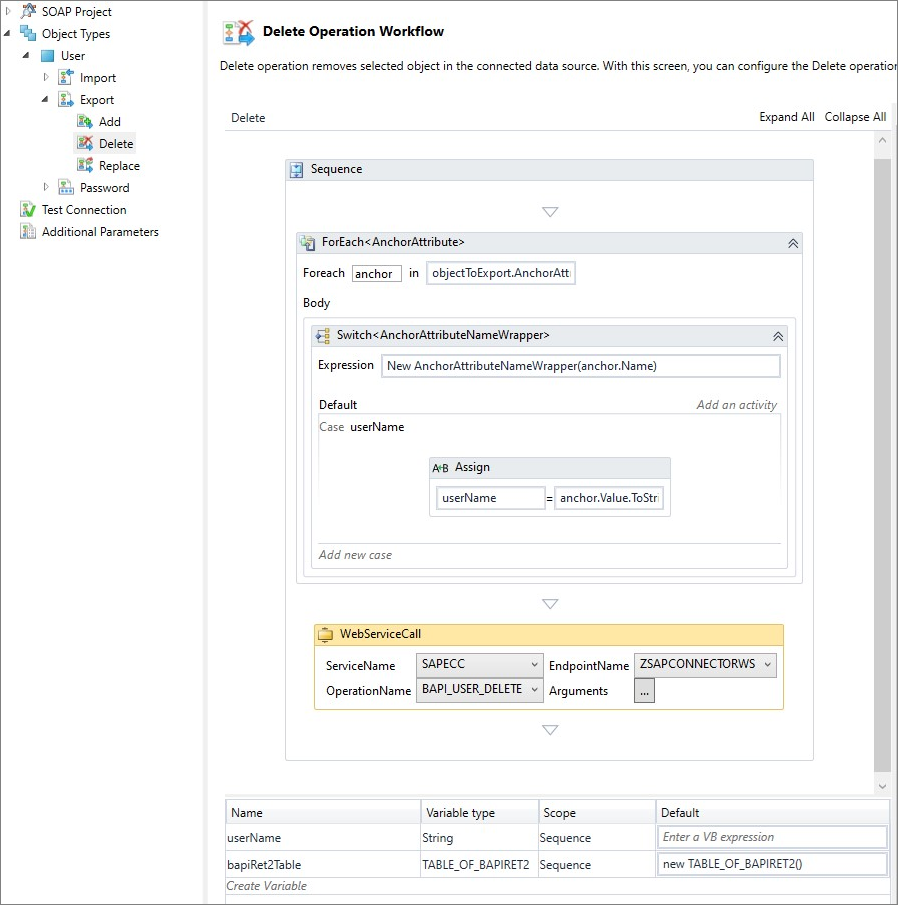 SOAP Project
Object Types
User
Import
Export
Add
Delete
Replace
Password
Test Connection
Additional Parameters
Delete Operation Workflow
Delete operation removes selected object in the connected data source. With this screen, you can configure the Delete operation
Delete
Expand All Collapse All
Sequence
ForEach<AnchorAttribute>
Foreach anchor in objectToExport.AnchorAtt
Body
Switch<AnchorAttributeNameWrapper>
Expression New AnchorAttributeNameWrapper(anchor.Name)
Default Add an activity
Case userName
A+B Assign
userName = anchor.Value.ToStri
Add new case
WebServiceCall
ServiceName SAPECC EndpointName ZSAPCONNECTORWS
OperationName BAPI_USER_DELETE Arguments ...
Name Variable type Scope Default
userName String Sequence Enter a VB expression
bapiRet2Table TABLE_OF_BAPIRET2 Sequence new TABLE_OF_BAPIRET2()
Create Variable